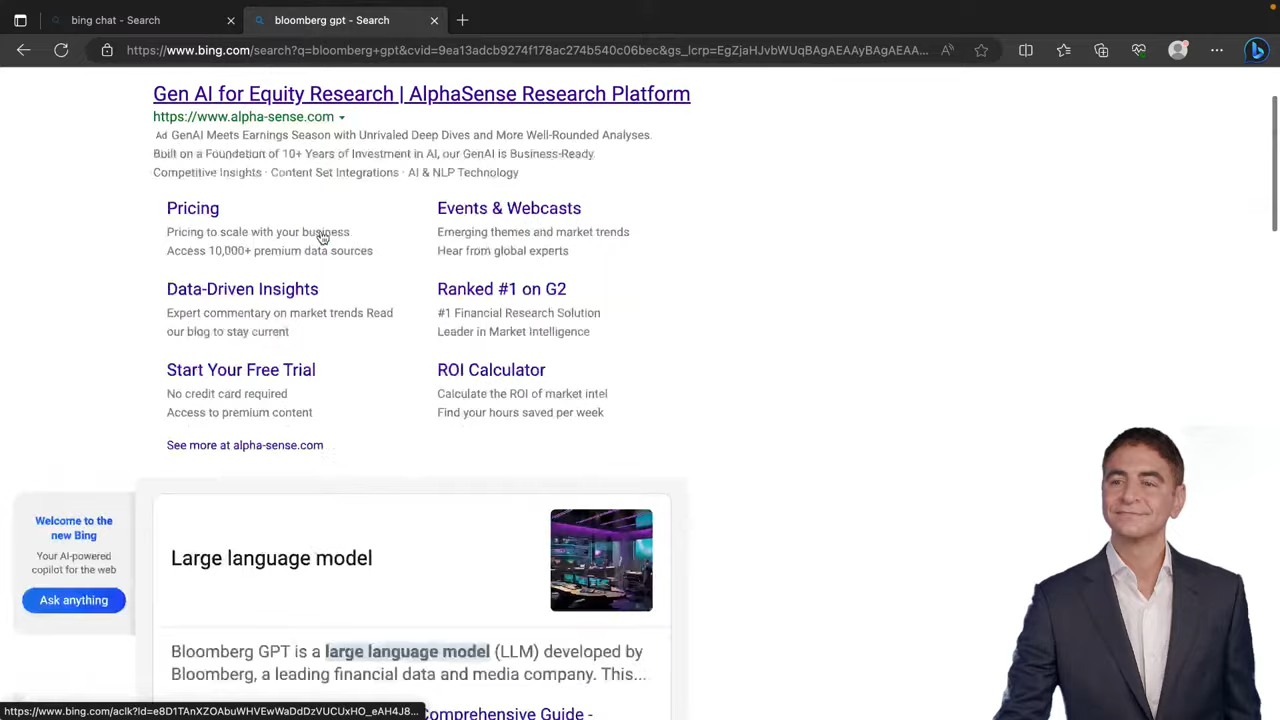 bing chat - Search
bloomberg gpt - Search
https://www.bing.com/search?q=bloomberg+gpt&cvid=9ea13adcb9274f178ac274b540c06bec&gs_lcrp=EgZjaHJvbWUqBAgAEAAyBAgAEAA...
Gen AI for Equity Research | AlphaSense Research Platform
https://www.alpha-sense.com
Ad GenAI Meets Earnings Season with Unrivaled Deep Dives and More Well-Rounded Analyses.
Built on a Foundation of 10+ Years of Investment in AI, our GenAI is Business-Ready.
Competitive Insights · Content Set Integrations · AI & NLP Technology
Pricing
Pricing to scale with your business
Access 10,000+ premium data sources
Events & Webcasts
Emerging themes and market trends
Hear from global experts
Data-Driven Insights
Expert commentary on market trends Read
our blog to stay current
Ranked #1 on G2
#1 Financial Research Solution
Leader in Market Intelligence
Start Your Free Trial
No credit card required
Access to premium content
ROI Calculator
Calculate the ROI of market intel
Find your hours saved per week
See more at alpha-sense.com
Welcome to the
new Bing
Your AI-powered
copilot for the web
Ask anything
Large language model
Bloomberg GPT is a large language model (LLM) developed by
Bloomberg, a leading financial data and media company. This...
Comprehensive Guide -
https://www.bing.com/aclk?ld=e8D1TAnXZOAbuWHVEwWaDdDzVUCUxHO_eAH4J8...